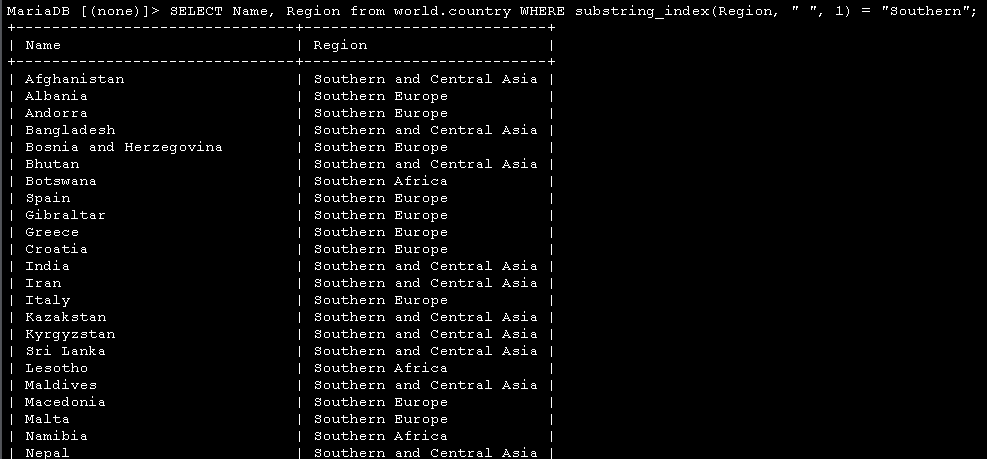 MariaDB [(none)]> SELECT Name, Region from world.country WHERE substring_index(Region, " ", 1) = "Southern";
+-------------------------------+---------------------------+
| Name | Region |
+-------------------------------+---------------------------+
| Afghanistan | Southern and Central Asia |
| Albania | Southern Europe |
| Andorra | Southern Europe |
| Bangladesh | Southern and Central Asia |
| Bosnia and Herzegovina | Southern Europe |
| Bhutan | Southern and Central Asia |
| Botswana | Southern Africa |
| Spain | Southern Europe |
| Gibraltar | Southern Europe |
| Greece | Southern Europe |
| Croatia | Southern Europe |
| India | Southern and Central Asia |
| Iran | Southern and Central Asia |
| Italy | Southern Europe |
| Kazakstan | Southern and Central Asia |
| Kyrgyzstan | Southern and Central Asia |
| Sri Lanka | Southern and Central Asia |
| Lesotho | Southern Africa |
| Maldives | Southern and Central Asia |
| Macedonia | Southern Europe |
| Malta | Southern Europe |
| Namibia | Southern Africa |
| Nepal | Southern and Central Asia |